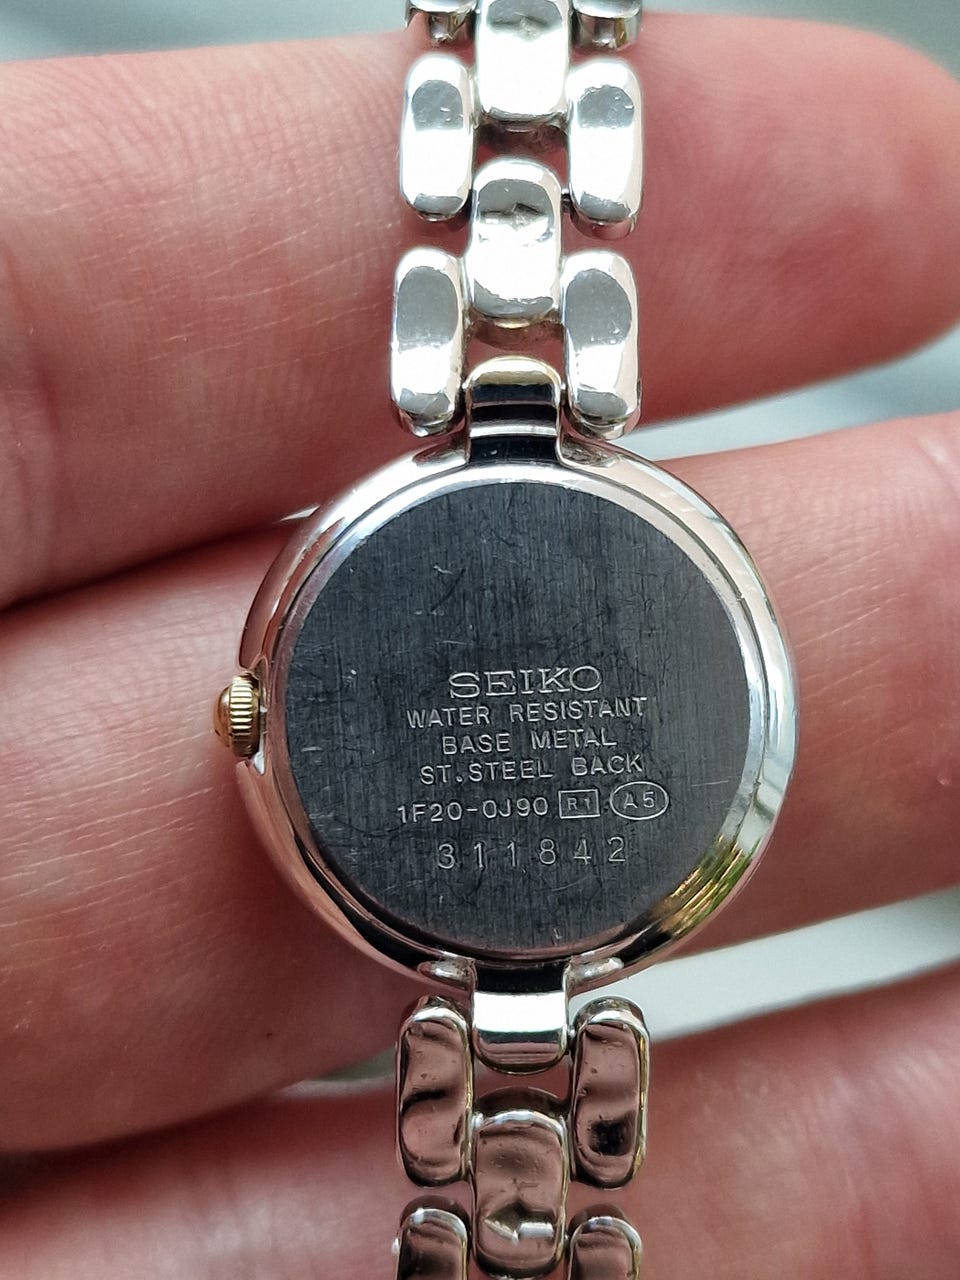 SEIKO
WATER RESISTANT
BASE METAL
ST.STEEL BACK
1F20-0J90 R1 A5
311842